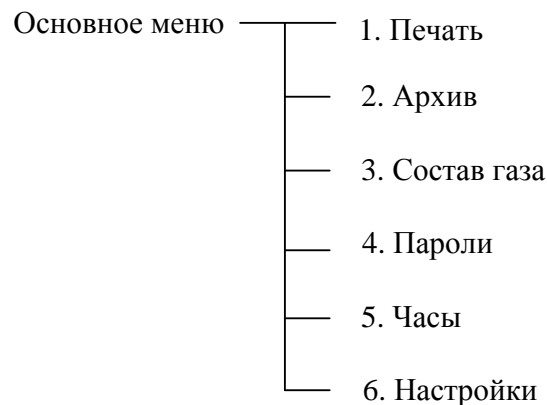 Основное меню
1. Печать
2. Архив
3. Состав газа
4. Пароли
5. Часы
6. Настройки